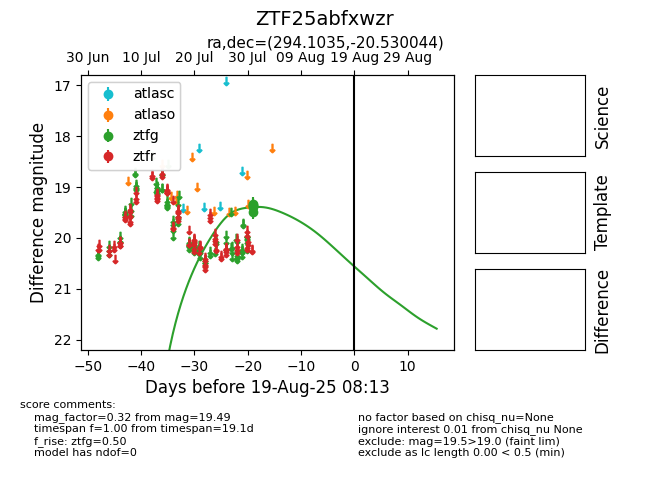 ZTF25abfxwzr
ra,dec=(294.1035,-20.530044)
30 Jun 10 Jul 20 Jul 30 Jul 09 Aug 19 Aug 29 Aug
atlasc
atlaso
ztfg
ztfr
17
18
19
20
21
22
Difference magnitude
−50 −40 −30 −20 −10 0 10
Days before 19-Aug-25 08:13
Science
Template
Difference
score comments:
mag_factor=0.32 from mag=19.49
timespan f=1.00 from timespan=19.1d
f_rise: ztfg=0.50
model has ndof=0
no factor based on chisq_nu=None
ignore interest 0.01 from chisq_nu None
exclude: mag=19.5>19.0 (faint lim)
exclude as lc length 0.00 < 0.5 (min)